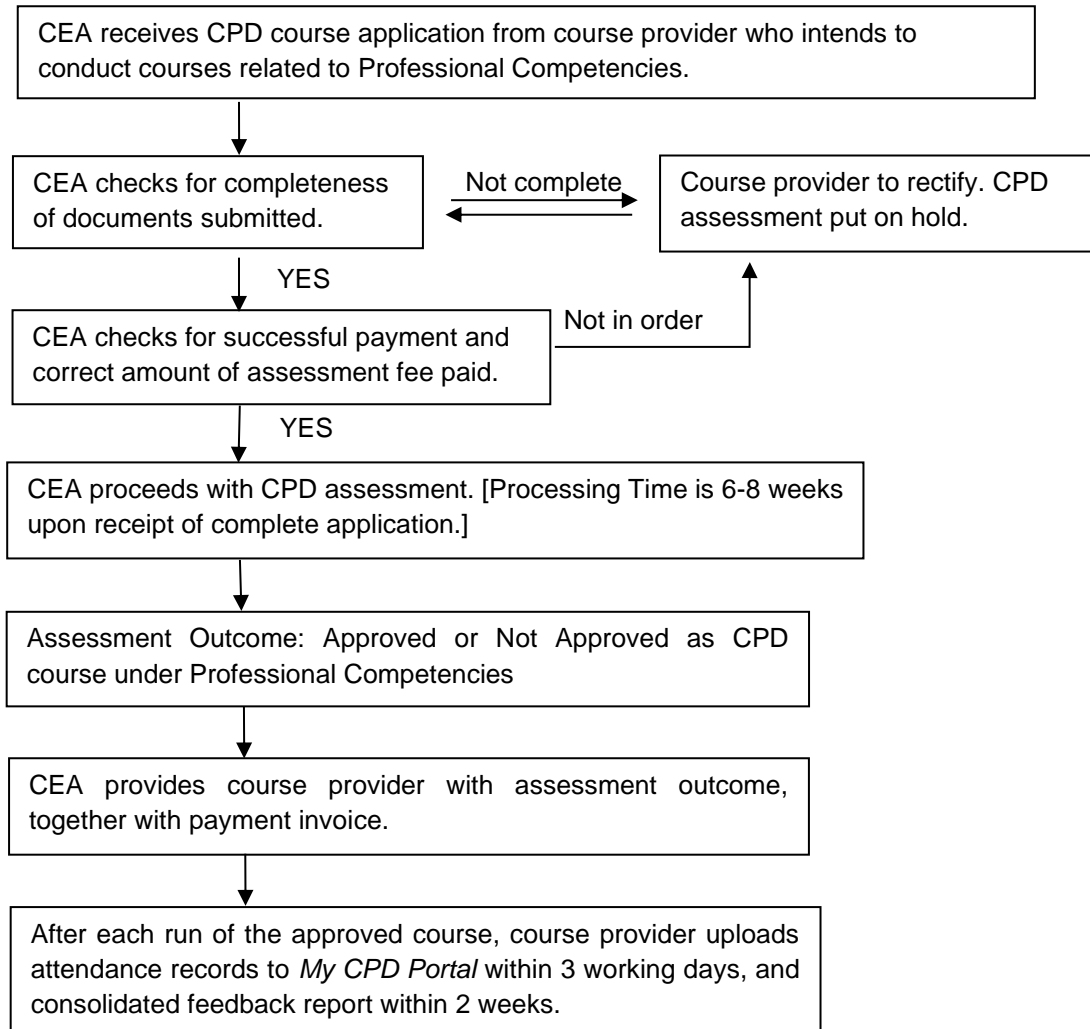 CEA receives CPD course application from course provider who intends to
conduct courses related to Professional Competencies.
CEA checks for completeness
of documents submitted.
Not complete
Course provider to rectify. CPD
assessment put on hold.
YES
CEA checks for successful payment and
correct amount of assessment fee paid.
Not in order
YES
CEA proceeds with CPD assessment. [Processing Time is 6-8 weeks
upon receipt of complete application.]
Assessment Outcome: Approved or Not Approved as CPD
course under Professional Competencies
CEA provides course provider with assessment outcome,
together with payment invoice.
After each run of the approved course, course provider uploads
attendance records to My CPD Portal within 3 working days, and
consolidated feedback report within 2 weeks.